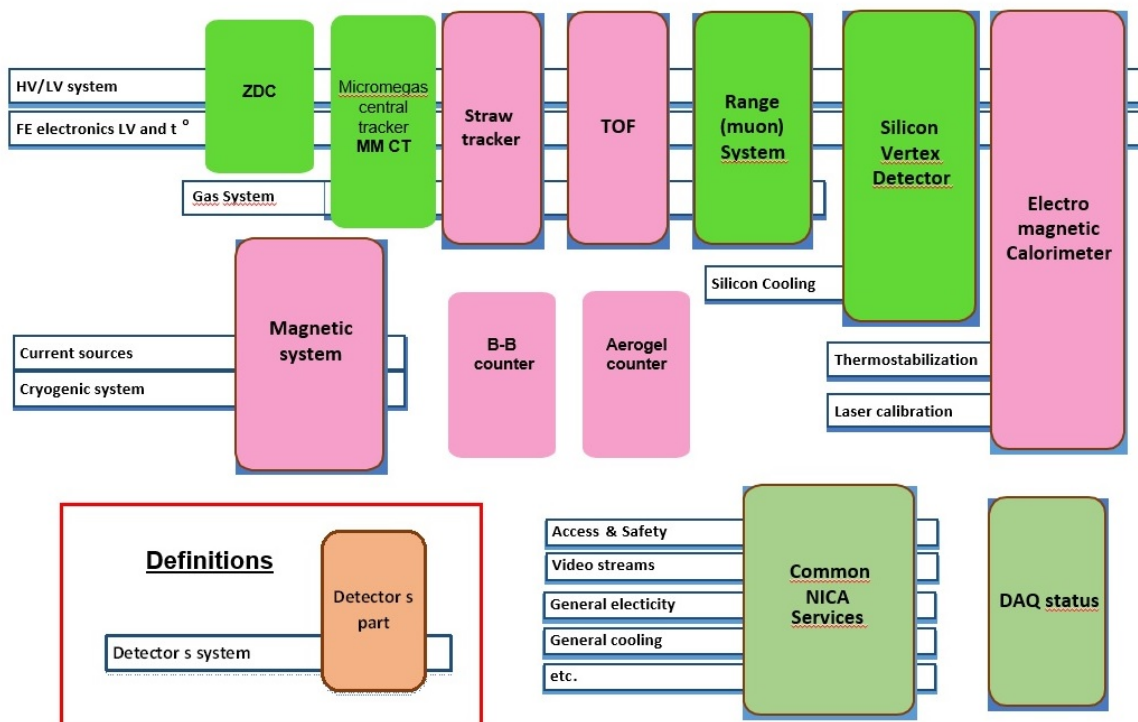 HV/LV system
FE electronics LV and t °
Gas System
ZDC
Micromegas
central
tracker
MM CT
Straw
tracker
TOF
Range
(muon)
System
Silicon
Vertex
Detector
Electro
magnetic
Calorimeter
Silicon Cooling
Thermostabilization
Laser calibration
Magnetic
system
Current sources
Cryogenic system
B-B
counter
Aerogel
counter
Definitions
Detector s
part
Detector s system
Access & Safety
Video streams
General electicity
General cooling
etc.
Common
NICA
Services
DAQ status